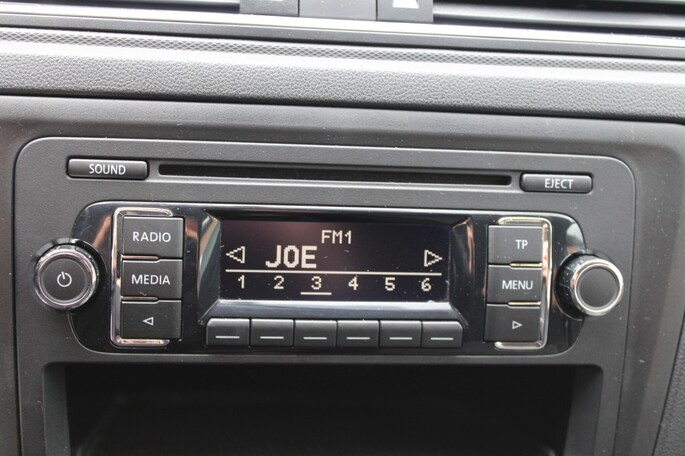 SOUND
EJECT
RADIO
FM1
TP
JOE
MEDIA
1 2 3 4 5 6
MENU